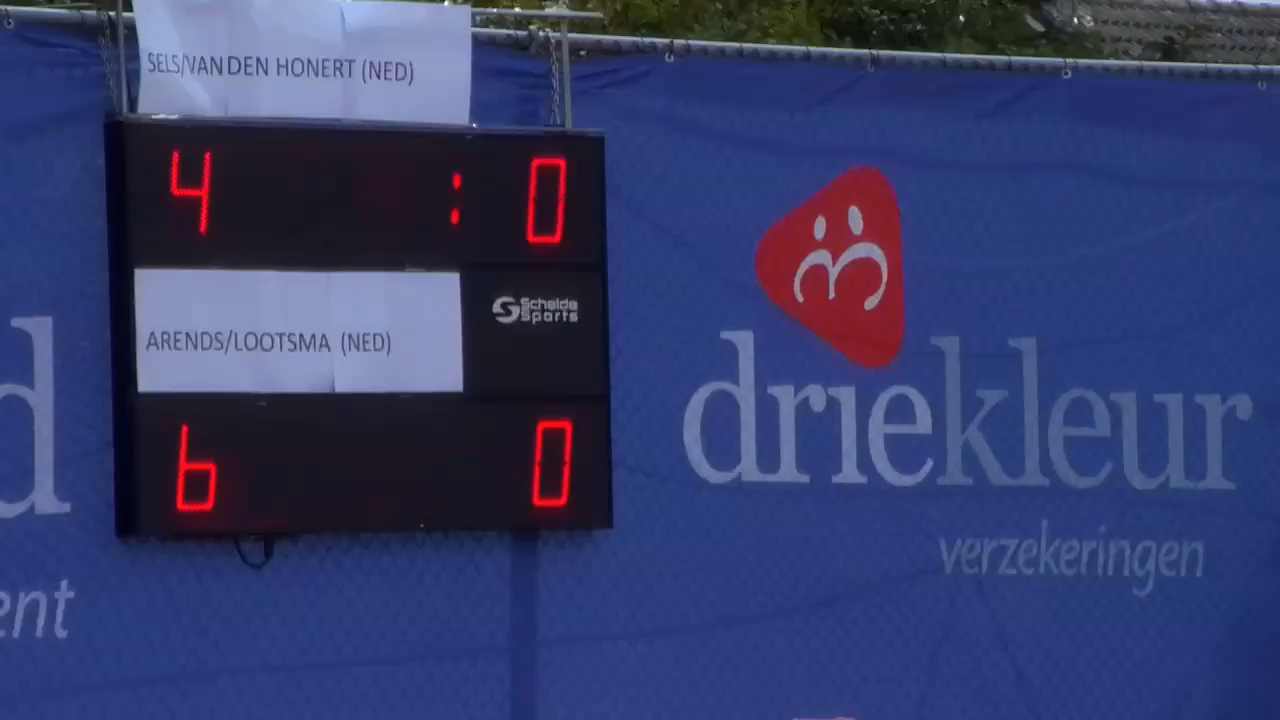 SELS/VAN DEN HONERT (NED)
4 : 0
Schelde
Sports
ARENDS/LOOTSMA (NED)
6 0
d
ent
driekleur
verzekeringen